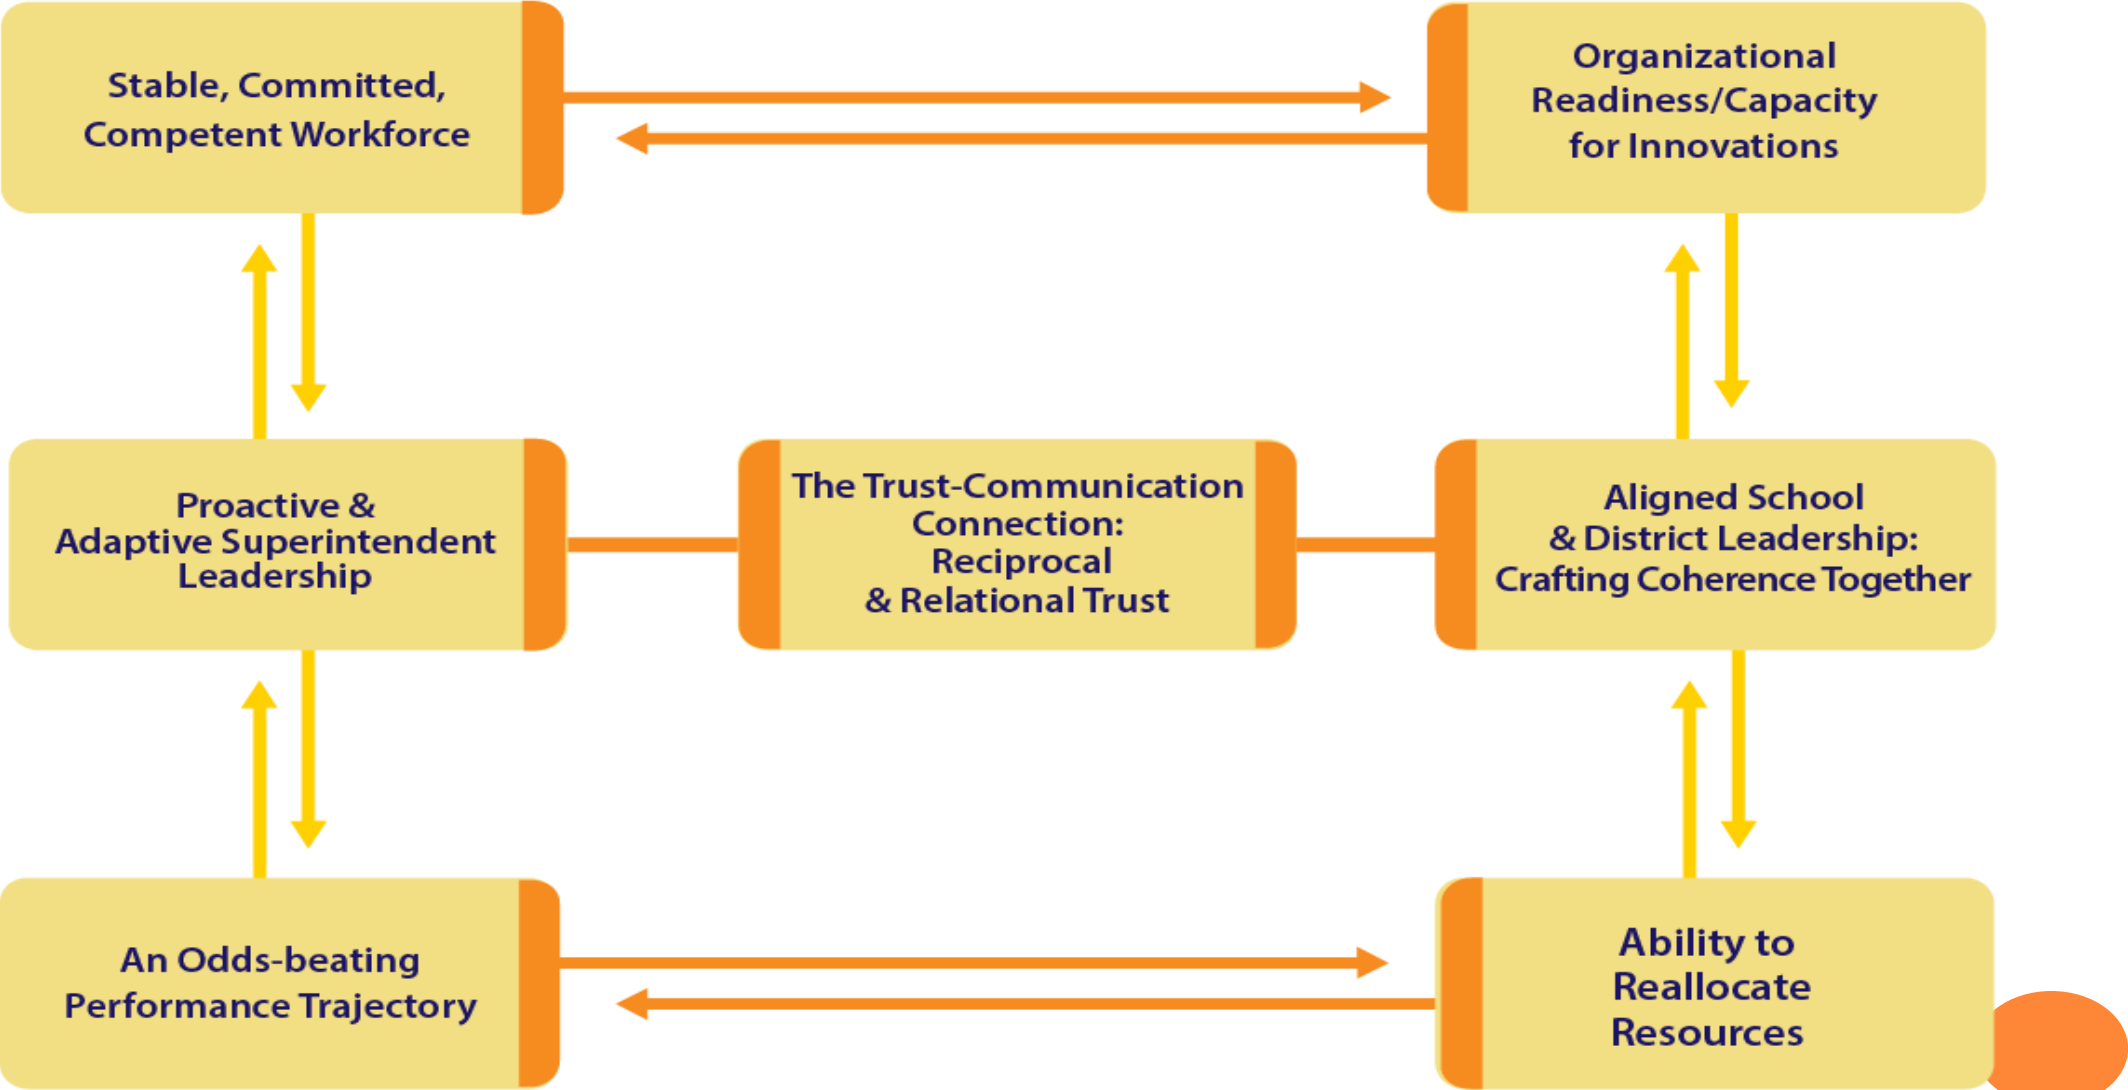 Stable, Committed,
Competent Workforce
Organizational
Readiness/Capacity
for Innovations
Proactive &
Adaptive Superintendent
Leadership
The Trust-Communication
Connection:
Reciprocal
& Relational Trust
Aligned School
& District Leadership:
Crafting Coherence Together
An Odds-beating
Performance Trajectory
Ability to
Reallocate
Resources